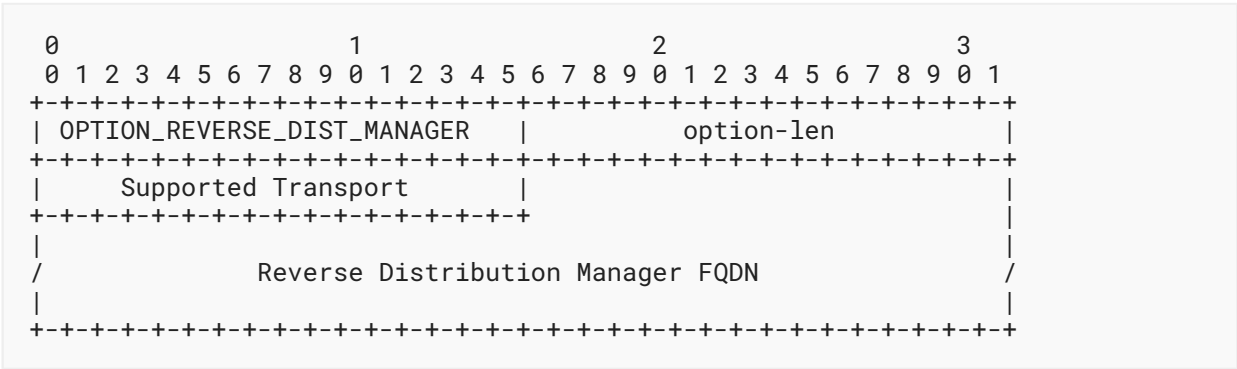 0                   1                   2                   3
 0 1 2 3 4 5 6 7 8 9 0 1 2 3 4 5 6 7 8 9 0 1 2 3 4 5 6 7 8 9 0 1
+-+-+-+-+-+-+-+-+-+-+-+-+-+-+-+-+-+-+-+-+-+-+-+-+-+-+-+-+-+-+-+-+
| OPTION_REVERSE_DIST_MANAGER   |          option-len           |
+-+-+-+-+-+-+-+-+-+-+-+-+-+-+-+-+-+-+-+-+-+-+-+-+-+-+-+-+-+-+-+-+
|     Supported Transport       |                               |
+-+-+-+-+-+-+-+-+-+-+-+-+-+-+-+-+                               |
|                                                               |
/              Reverse Distribution Manager FQDN                /
|                                                               |
+-+-+-+-+-+-+-+-+-+-+-+-+-+-+-+-+-+-+-+-+-+-+-+-+-+-+-+-+-+-+-+-+